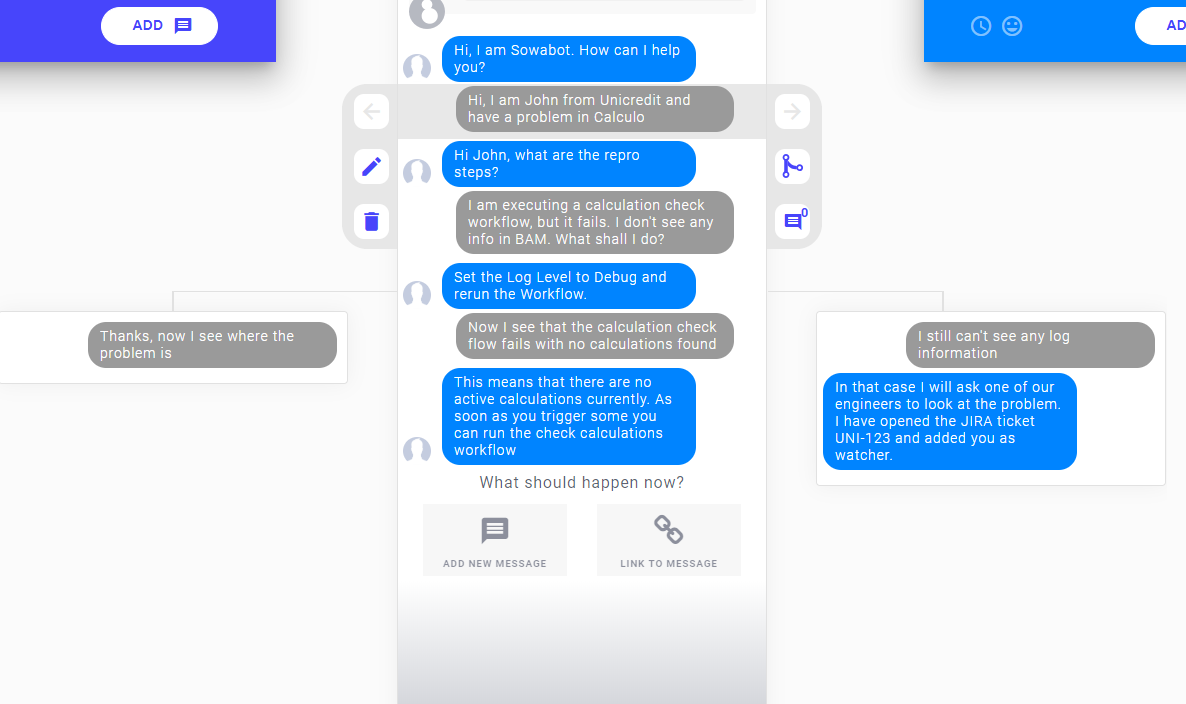 ADD
AD
Hi, I am Sowabot. How can I help
you?
Hi, I am John from Unicredit and
have a problem in Calculo
Hi John, what are the repro
steps?
0
I am executing a calculation check
workflow, but it fails. I don't see any
info in BAM. What shall I do?
Set the Log Level to Debug and
rerun the Workflow.
Now I see that the calculation check
flow fails with no calculations found
Thanks, now I see where the
problem is
I still can't see any log
information
This means that there are no
active calculations currently. As
soon as you trigger some you
can run the check calculations
workflow
In that case I will ask one of our
engineers to look at the problem.
I have opened the JIRA ticket
UNI-123 and added you as
watcher.
What should happen now?
ADD NEW MESSAGE
LINK TO MESSAGE